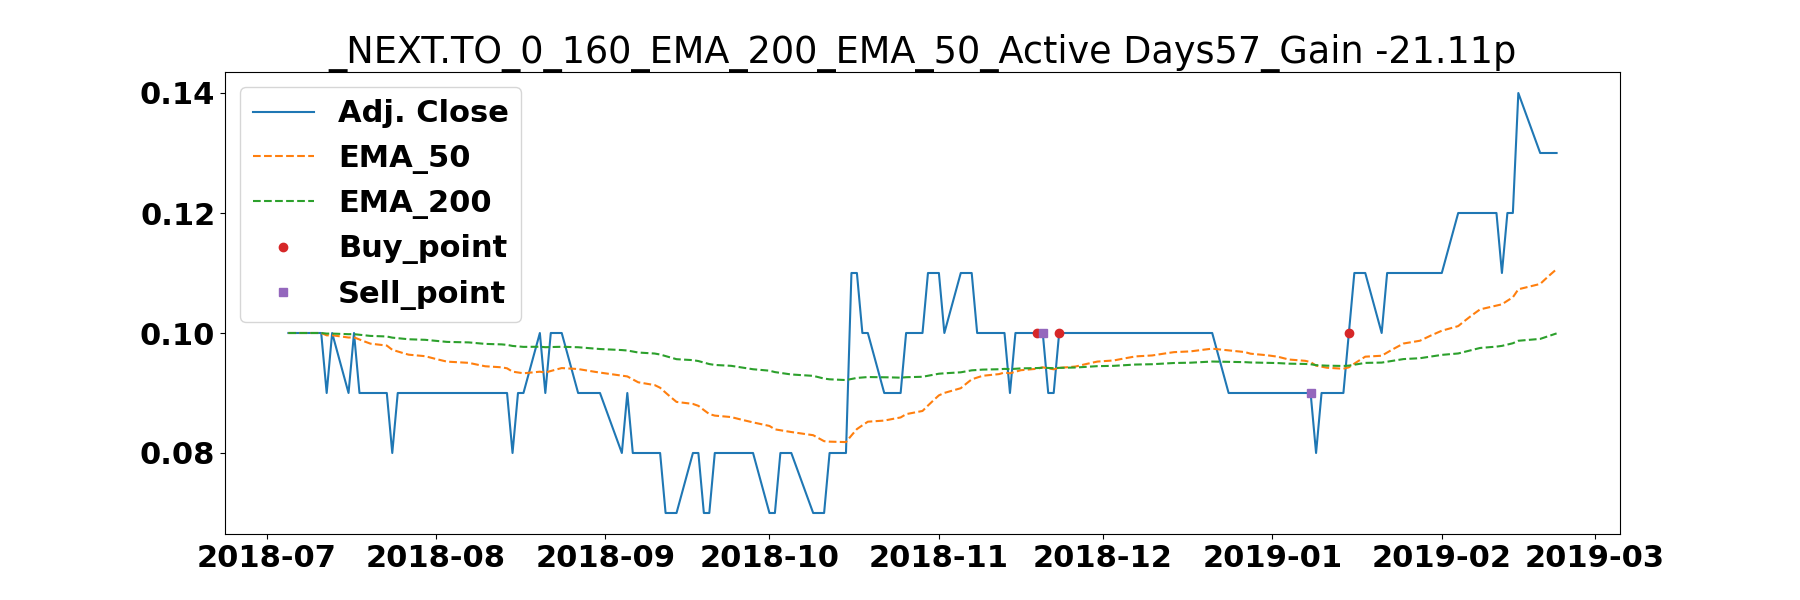 _NEXT.TO_0_160_EMA_200_EMA_50_Active Days57_Gain -21.11p
0.14
0.12
0.10
0.08
Adj. Close
EMA_50
EMA_200
Buy_point
Sell_point
2018-07 2018-08 2018-09 2018-10 2018-11 2018-12 2019-01 2019-02 2019-03